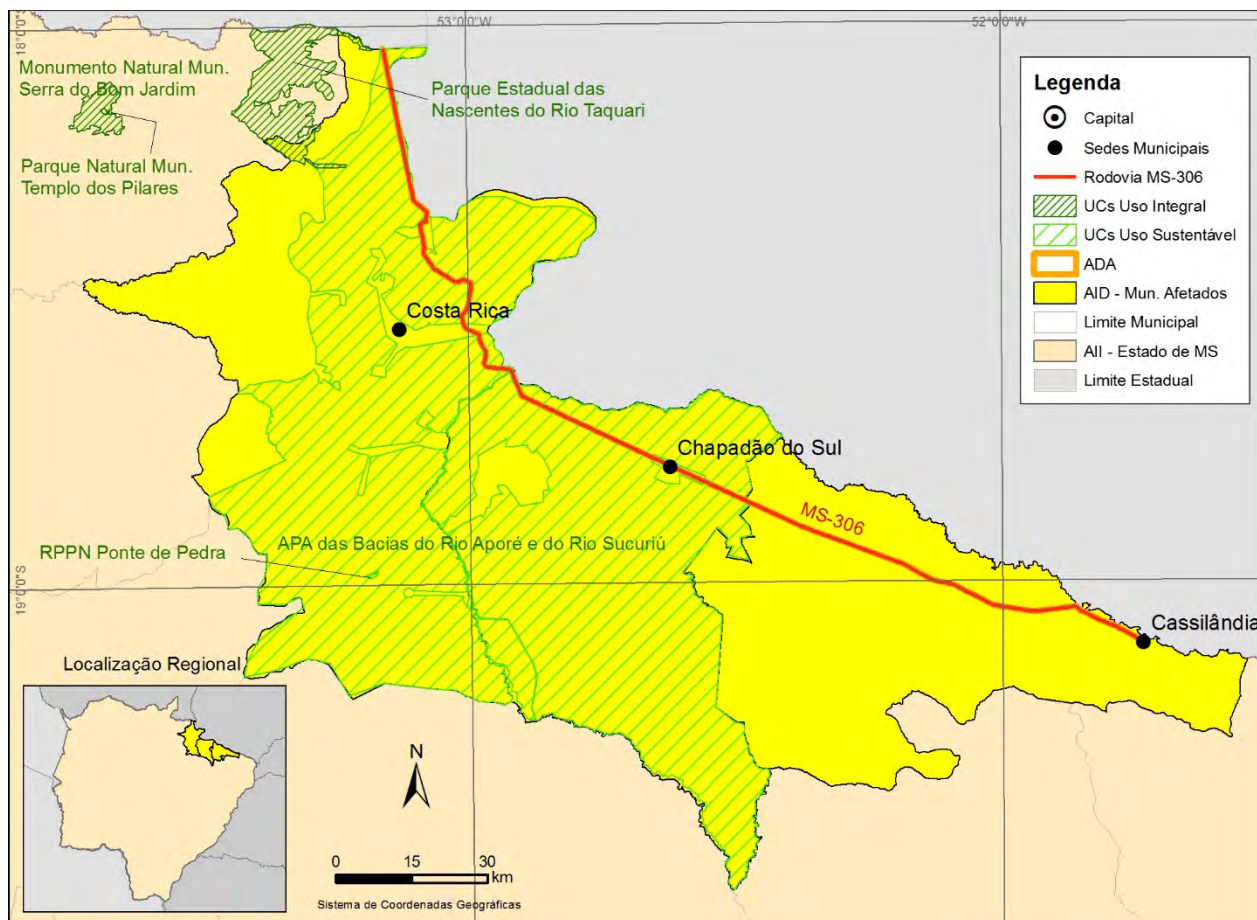 53°0'0"W
52°0'0"W
18°0'0"S
Monumento Natural Mun.
Serra do Bom Jardim
Parque Estadual das
Nascentes do Rio Taquari
Parque Natural Mun.
Templo dos Pilares
Costa Rica
Chapadão do Sul
MS-306
APA das Bacias do Rio Aporé e do Rio Sucuriú
RPPN Ponte de Pedra
19°0'0"S
Cassilândia
Legenda
Capital
Sedes Municipais
Rodovia MS-306
UCs Uso Integral
UCs Uso Sustentável
ADA
AID - Mun. Afetados
Limite Municipal
AII - Estado de MS
Limite Estadual
Localização Regional
N
0 15 30
km
Sistema de Coordenadas Geográficas